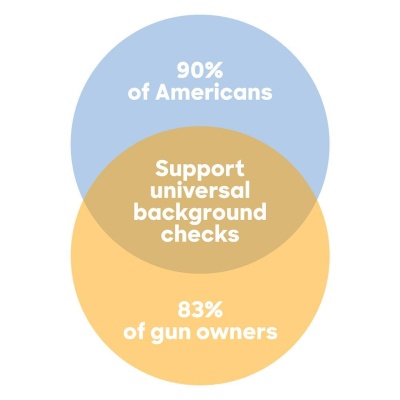 90%
of Americans
Support
universal
background
checks
83%
of gun owners